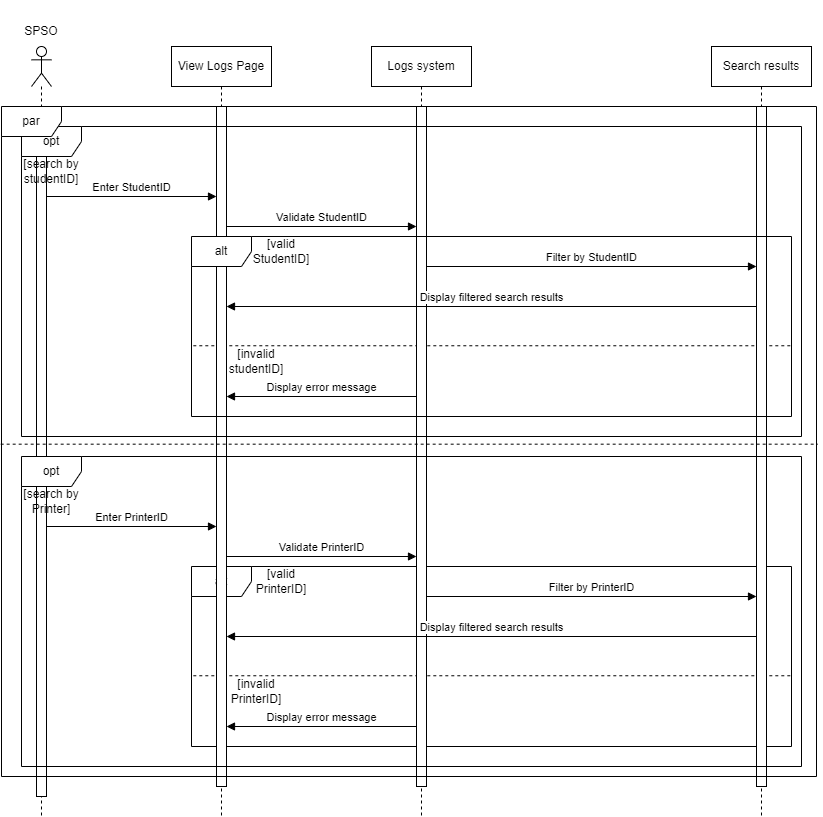 SPSO
View Logs Page
Logs system
Search results
par
opt
[search by
studentID]
Enter StudentID
Validate StudentID
alt
[valid
StudentID]
Filter by StudentID
Display filtered search results
[invalid
studentID]
Display error message
opt
[search by
Printer]
Enter PrinterID
Validate PrinterID
[valid
PrinterID]
Filter by PrinterID
Display filtered search results
[invalid
PrinterID]
Display error message